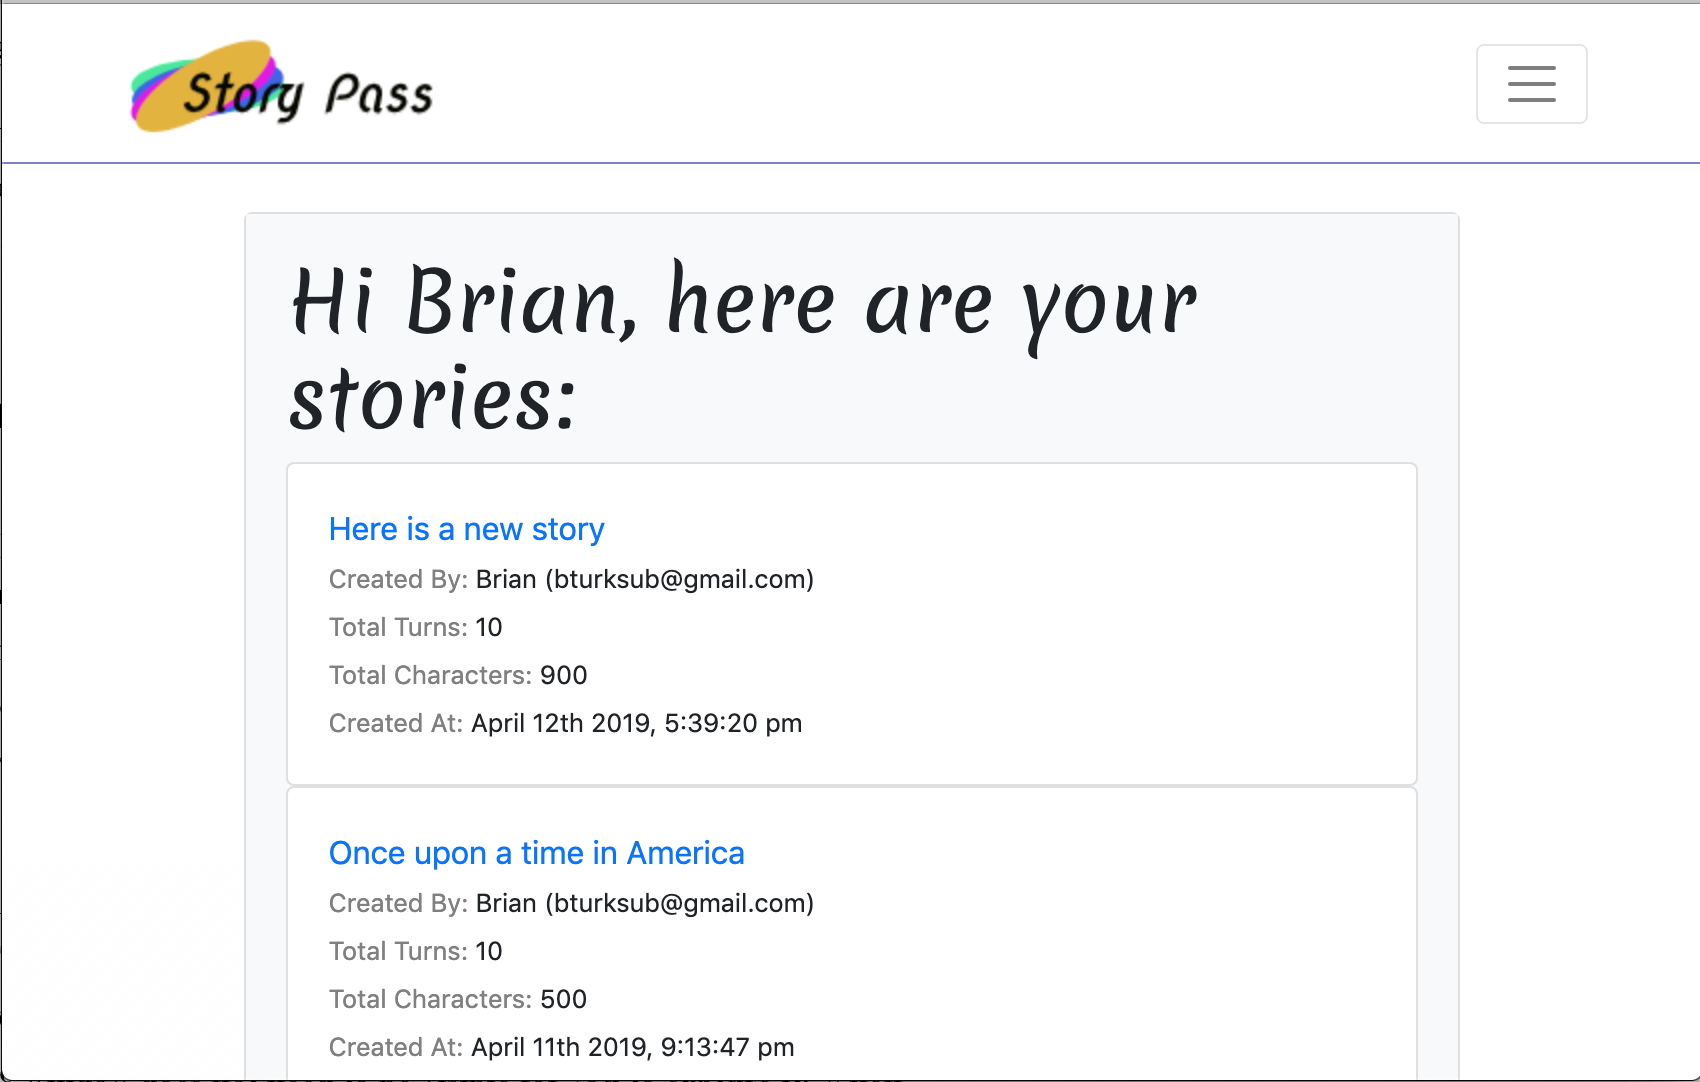 Story Pass
Hi Brian, here are your
stories:
Here is a new story
Created By: Brian (bturksub@gmail.com)
Total Turns: 10
Total Characters: 900
Created At: April 12th 2019, 5:39:20 pm
Once upon a time in America
Created By: Brian (bturksub@gmail.com)
Total Turns: 10
Total Characters: 500
Created At: April 11th 2019, 9:13:47 pm